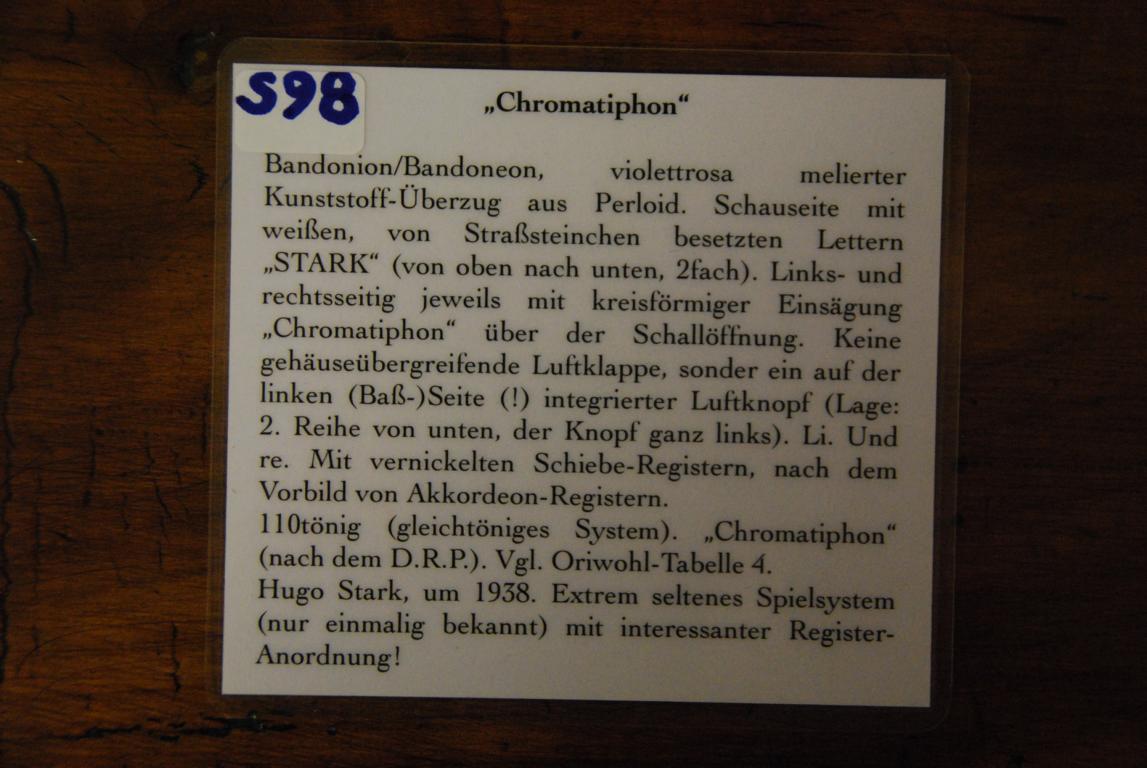 S98
„Chromatiphon“
Bandonion/Bandoneon, violettrosa melierter
Kunststoff-Überzug aus Perloid. Schauseite mit
weißen, von Straßsteinchen besetzten Lettern
„STARK“ (von oben nach unten, 2fach). Links- und
rechtsseitig jeweils mit kreisförmiger Einsägung
„Chromatiphon“ über der Schallöffnung. Keine
gehäuseübergreifende Luftklappe, sonder ein auf der
linken (Baß-)Seite (!) integrierter Luftknopf (Lage:
2. Reihe von unten, der Knopf ganz links). Li. Und
re. Mit vernickelten Schiebe-Registern, nach dem
Vorbild von Akkordeon-Registern.
110tönig (gleichtöniges System). „Chromatiphon“
(nach dem D.R.P.). Vgl. Oriwohl-Tabelle 4.
Hugo Stark, um 1938. Extrem seltenes Spielsystem
(nur einmalig bekannt) mit interessanter Register-
Anordnung!